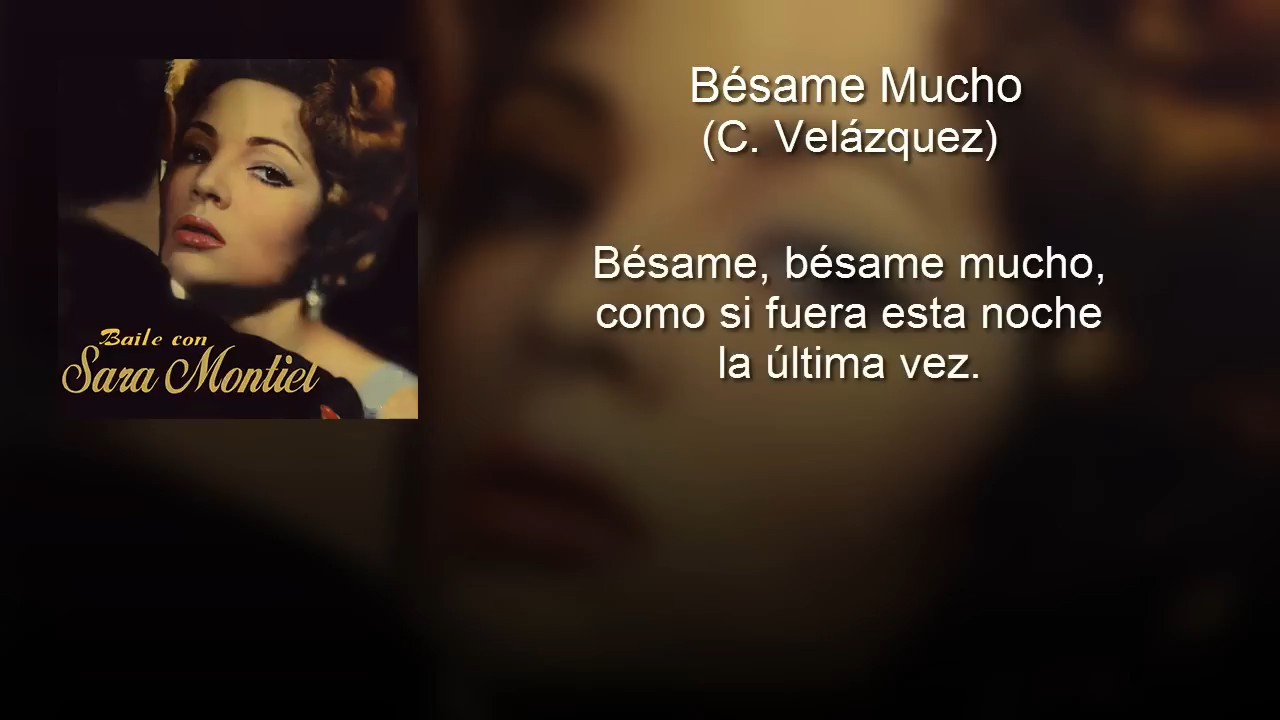 Bésame Mucho
(C. Velázquez)
Bésame, bésame mucho,
como si fuera esta noche
la última vez.
Baile con
Sara Montiel